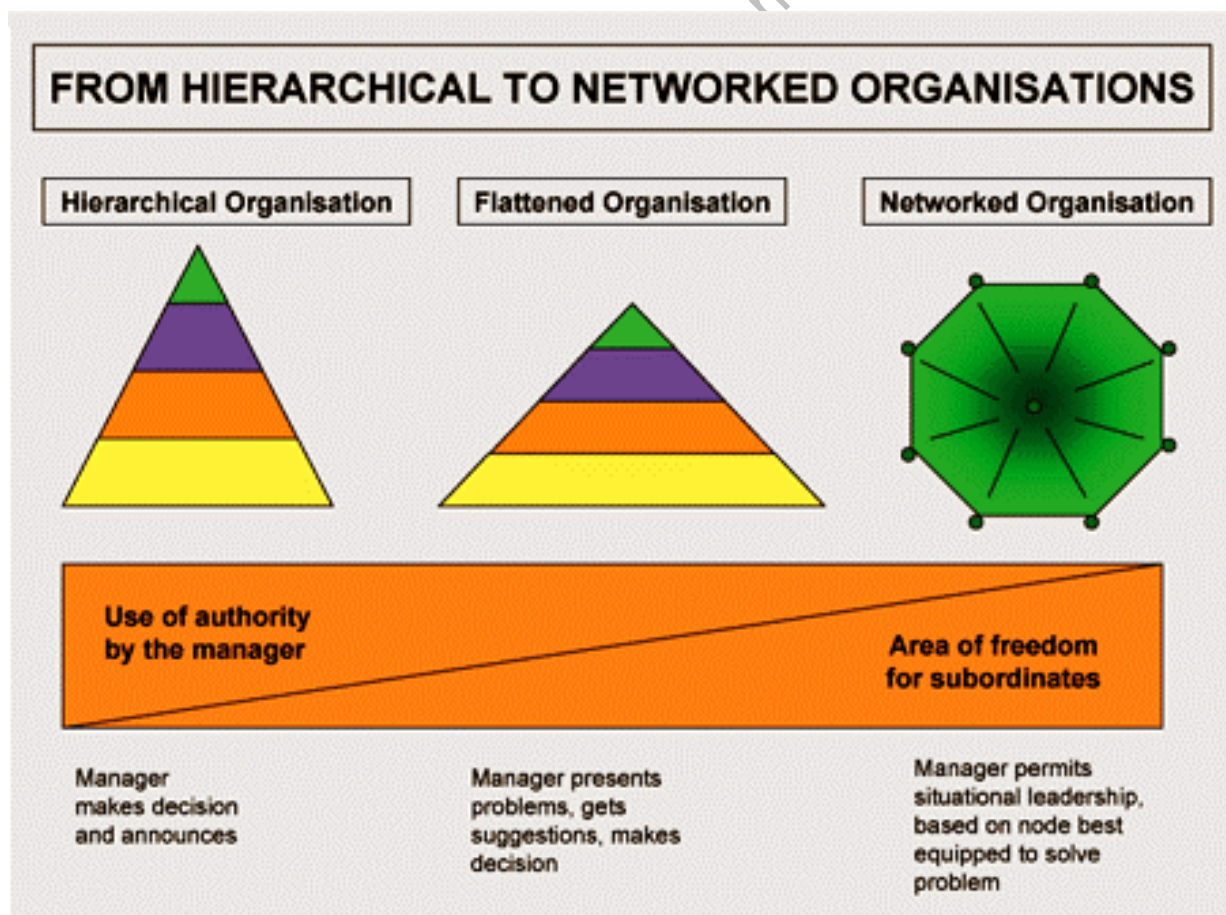 FROM HIERARCHICAL TO NETWORKED ORGANISATIONS
Hierarchical Organisation
Flattened Organisation
Networked Organisation
Use of authority
by the manager
Area of freedom
for subordinates
Manager
makes decision
and announces
Manager presents
problems, gets
suggestions, makes
decision
Manager permits
situational leadership,
based on node best
equipped to solve
problem